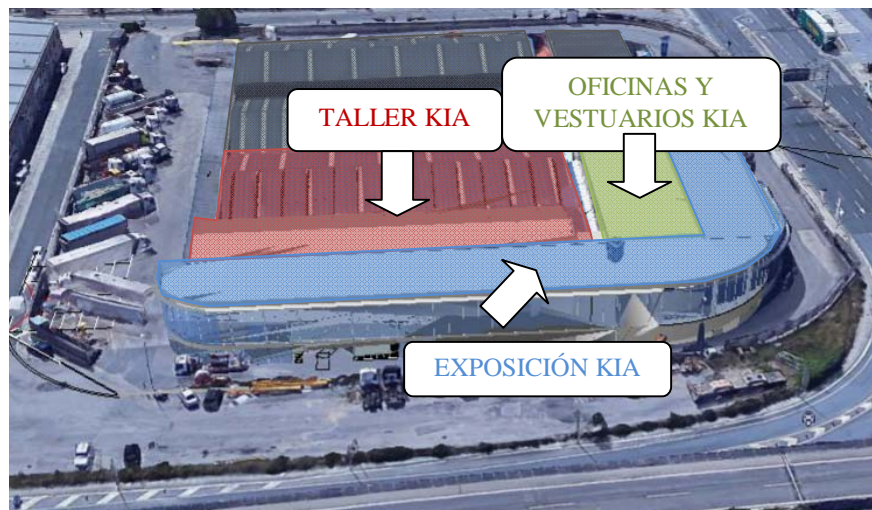 TALLER KIA
OFICINAS Y
VESTUARIOS KIA
EXPOSICIÓN KIA